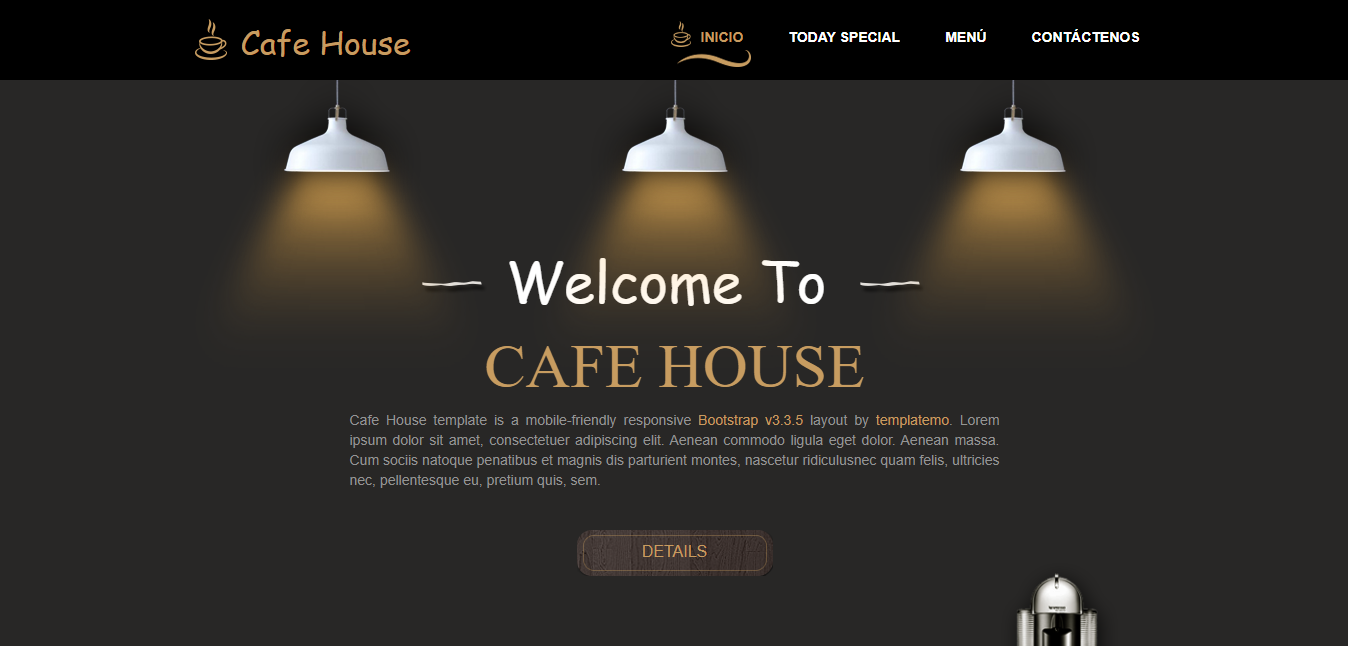 Cafe House
INICIO
TODAY SPECIAL
MENÚ
CONTÁCTENOS
Welcome To
CAFE HOUSE
Cafe House template is a mobile-friendly responsive Bootstrap v3.3.5 layout by templatemo. Lorem
ipsum dolor sit amet, consectetuer adipiscing elit. Aenean commodo ligula eget dolor. Aenean massa.
Cum sociis natoque penatibus et magnis dis parturient montes, nascetur ridiculusnec quam felis, ultricies
nec, pellentesque eu, pretium quis, sem.
DETAILS